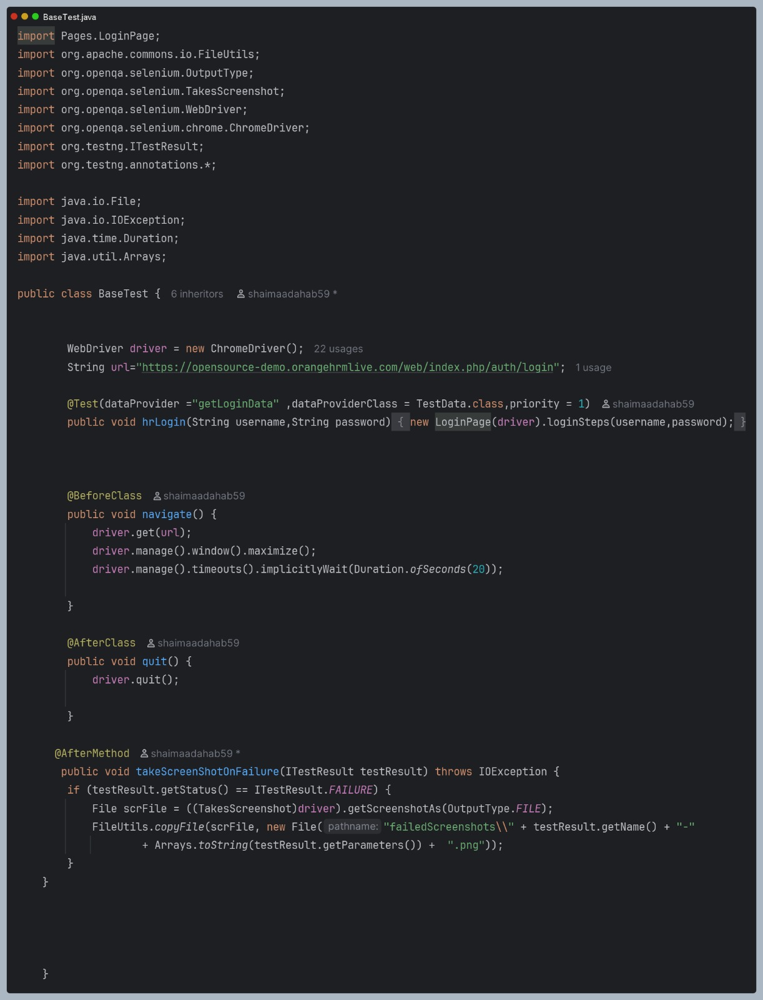 BaseTest.java
import Pages.LoginPage;
import org.apache.commons.io.FileUtils;
import org.openqa.selenium.OutputType;
import org.openqa.selenium.TakesScreenshot;
import org.openqa.selenium.WebDriver;
import org.openqa.selenium.chrome.ChromeDriver;
import org.testng.ITestResult;
import org.testng.annotations.*;
import java.io.File;
import java.io.IOException;
import java.time.Duration;
import java.util.Arrays;
public class BaseTest { 6 inheritors shaimaadahab59 *
WebDriver driver = new ChromeDriver(); 22 usages
String url="https://opensource-demo.orangehrmlive.com/web/index.php/auth/login"; 1 usage
@Test(dataProvider ="getLoginData" ,dataProviderClass = TestData.class,priority = 1) shaimaadahab59
public void hrLogin(String username,String password) { new LoginPage(driver).loginSteps(username,password); }
@BeforeClass shaimaadahab59
public void navigate() {
driver.get(url);
driver.manage().window().maximize();
driver.manage().timeouts().implicitlyWait(Duration.ofSeconds(20));
}
@AfterClass shaimaadahab59
public void quit() {
driver.quit();
}
@AfterMethod shaimaadahab59 *
public void takeScreenShotOnFailure(ITestResult testResult) throws IOException {
if (testResult.getStatus() == ITestResult.FAILURE) {
File scrFile = ((TakesScreenshot)driver).getScreenshotAs(OutputType.FILE);
FileUtils.copyFile(scrFile, new File( pathname: "failedScreenshots\\" + testResult.getName() + "-"
+ Arrays.toString(testResult.getParameters()) + ".png"));
}
}
}